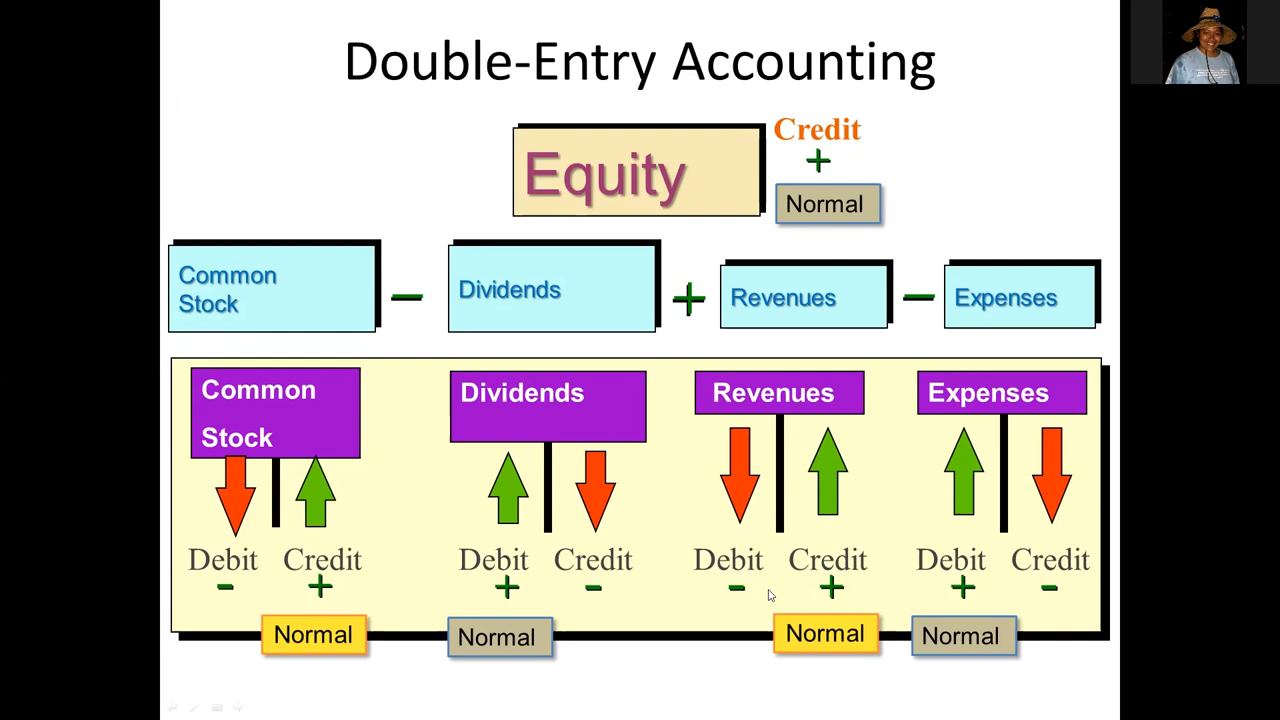 Double-Entry Accounting
Equity
Credit
+
Normal
Common
Stock
–
Dividends
+
Revenues
–
Expenses
Common
Stock
Dividends
Revenues
Expenses
Debit Credit Debit Credit Debit Credit Debit Credit
- + + - - + + -
Normal Normal Normal Normal